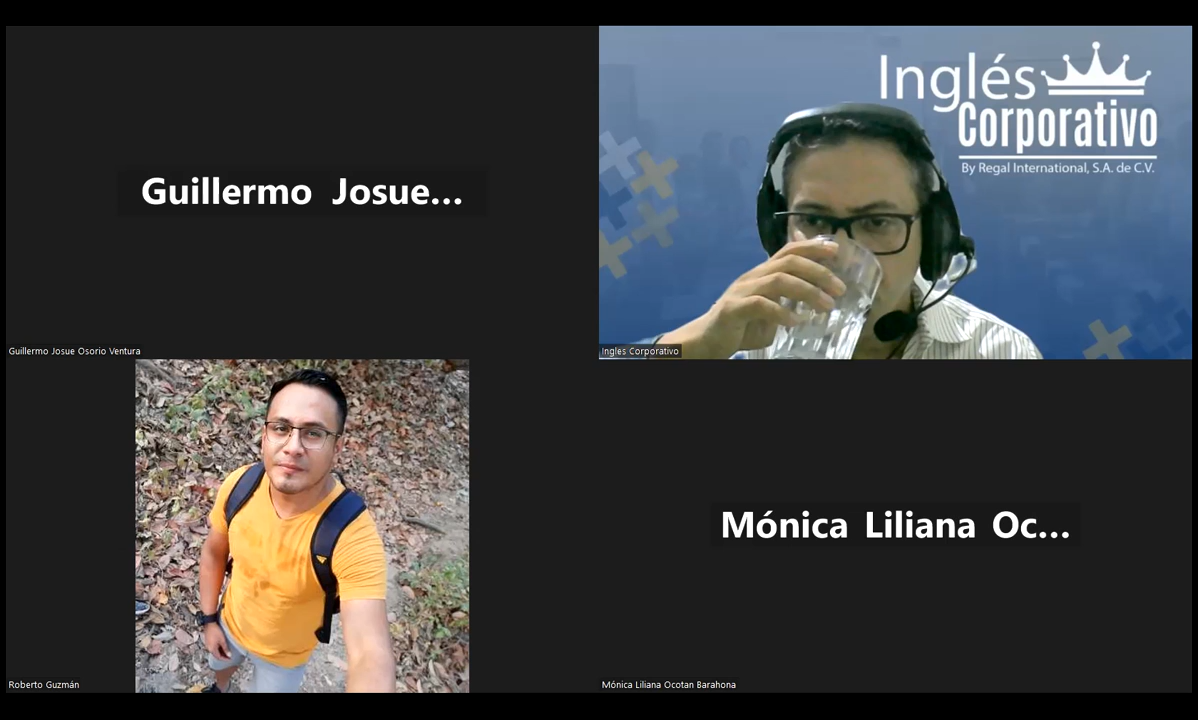 Guillermo Josue...
Guillermo Josue Osorio Ventura
Inglés
Corporativo
By Regal International, S.A. de C.V.
Ingles Corporativo
Roberto Guzmán
Mónica Liliana Oc...
Mónica Liliana Ocotan Barahona